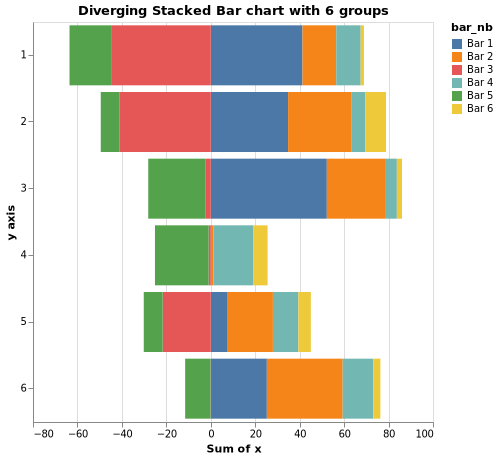 Diverging Stacked Bar chart with 6 groups
bar_nb
Bar 1
Bar 2
Bar 3
Bar 4
Bar 5
Bar 6
y axis
1
2
3
4
5
6
−80 −60 −40 −20 0 20 40 60 80 100
Sum of x